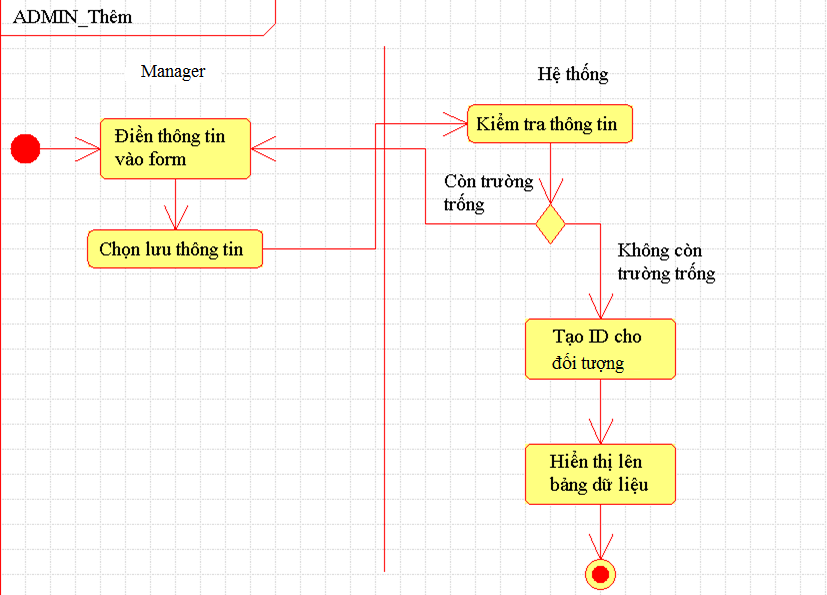 ADMIN_Thêm
Manager
Hệ thống
Điền thông tin
vào form
Kiểm tra thông tin
Còn trường
trống
Chọn lưu thông tin
Không còn
trường trống
Tạo ID cho
đối tượng
Hiển thị lên
bảng dữ liệu